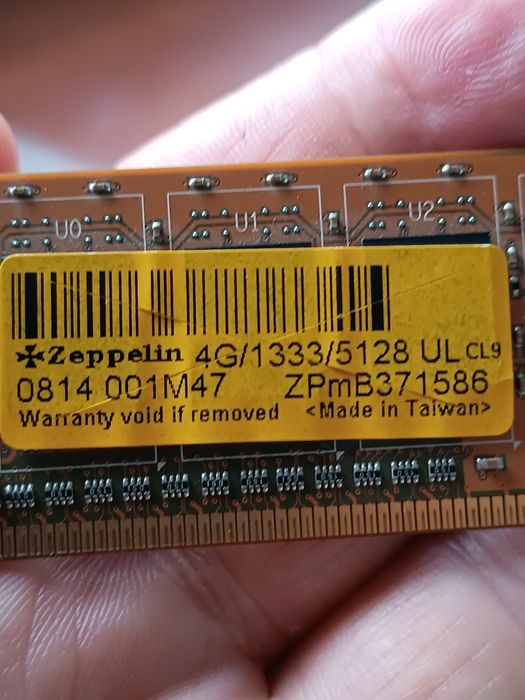 U0 U1 U2
Zeppelin 4G/1333/5128 UL CL9
0814 001M47 ZPmB371586
Warranty void if removed <Made in Taiwan>